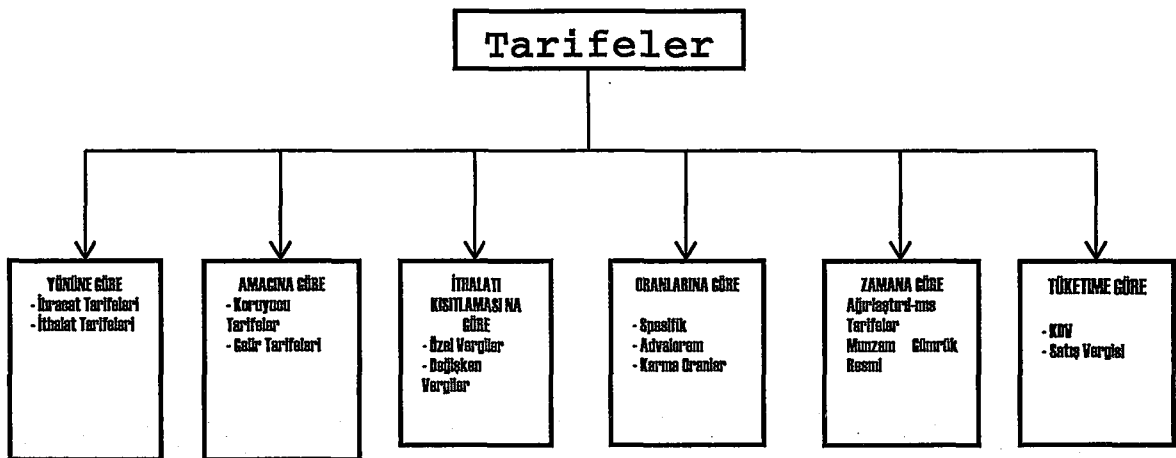 Tarifeler
YÖNÜNE GÖRE
- İhracat Tarifeleri
- İthalat Tarifeleri
AMACINA GÖRE
- Koruyucu
Tarifeler
- Gelir Tarifeleri
İTHALATI
KISITLAMASI NA
GÖRE
- Özel Vergiler
- Değişken
Vergiler
ORANLARINA GÖRE
- Spesifik
- Advalorem
- Karma Oranlar
ZAMANA GÖRE
Ağırlaştırıl-mış
Tarifeler
Munzam Gümrük
Resmi
TÜKETIME GÖRE
- KDV
- Satış Vergisi